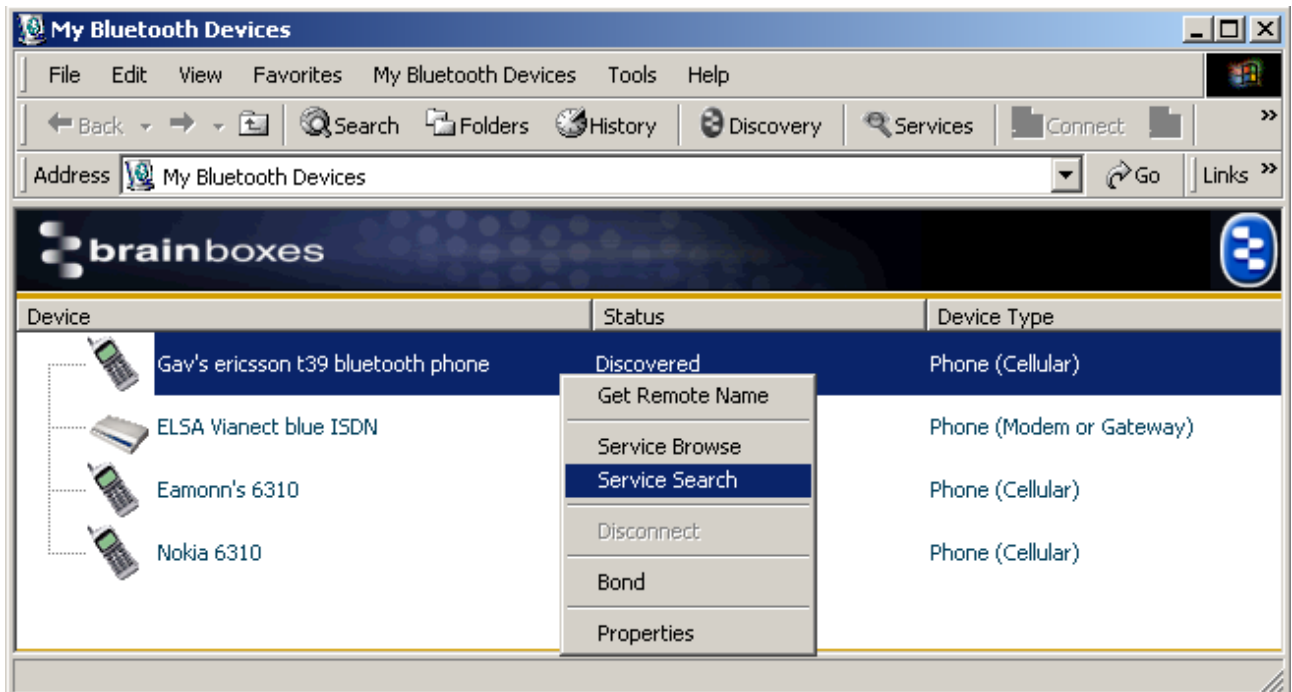 My Bluetooth Devices
File Edit View Favorites My Bluetooth Devices Tools Help
Back Search Folders History Discovery Services Connect »
Address My Bluetooth Devices Go Links »
brainboxes
Device Status Device Type
Gav's ericsson t39 bluetooth phone Discovered Phone (Cellular)
Get Remote Name
ELSA Vianect blue ISDN Phone (Modem or Gateway)
Service Browse
Service Search
Eamonn's 6310 Phone (Cellular)
Disconnect
Nokia 6310 Phone (Cellular)
Bond
Properties